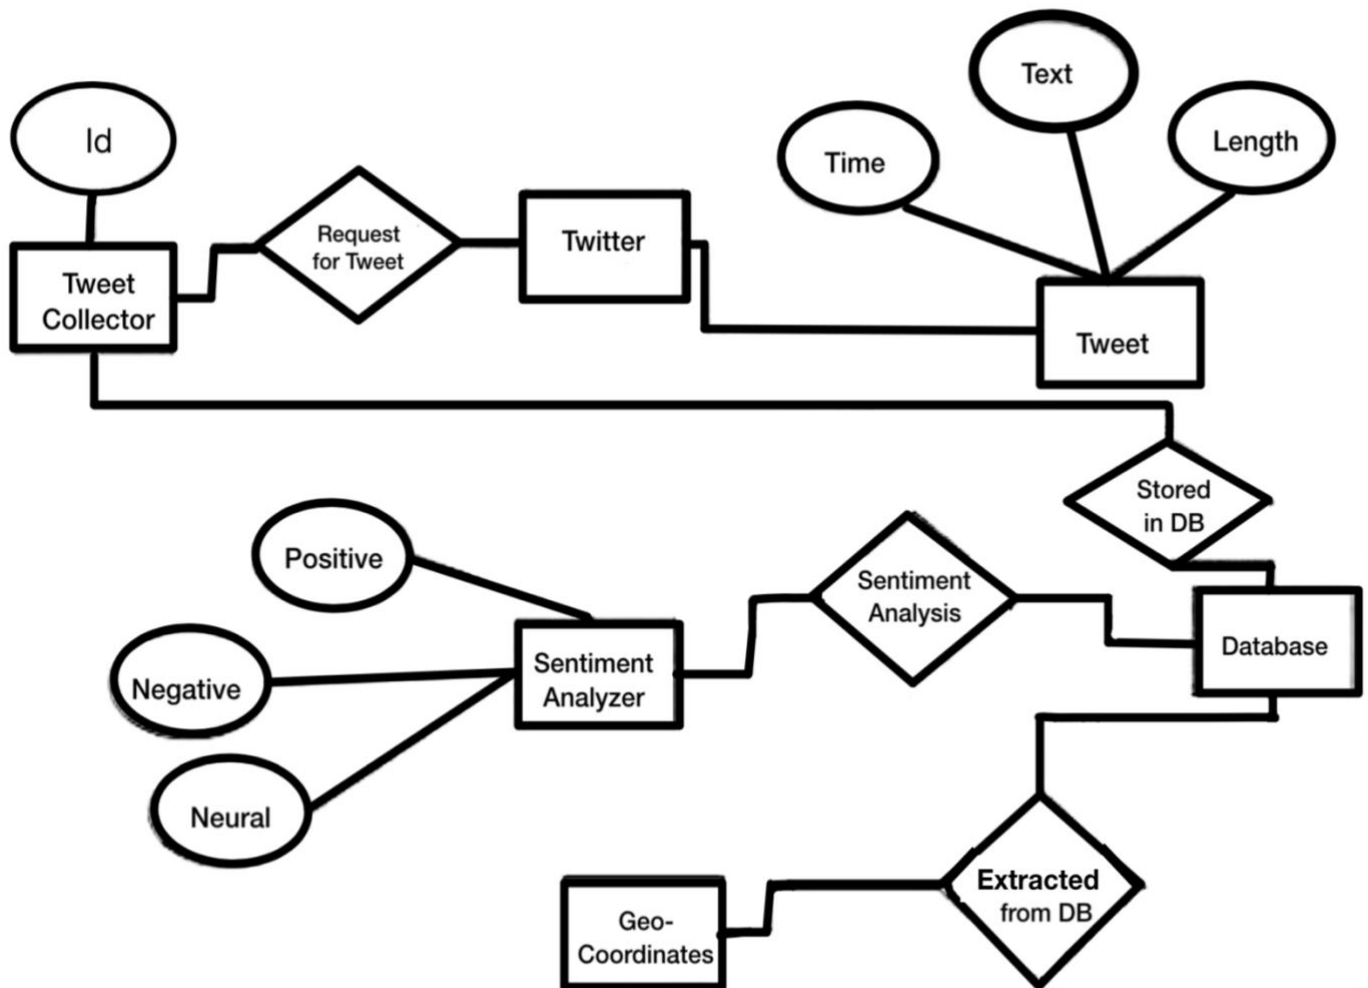 Text
Id
Time
Length
Request
for Tweet
Twitter
Tweet
Collector
Tweet
Stored
in DB
Positive
Sentiment
Analysis
Negative
Sentiment
Analyzer
Database
Neural
Extracted
from DB
Geo-
Coordinates